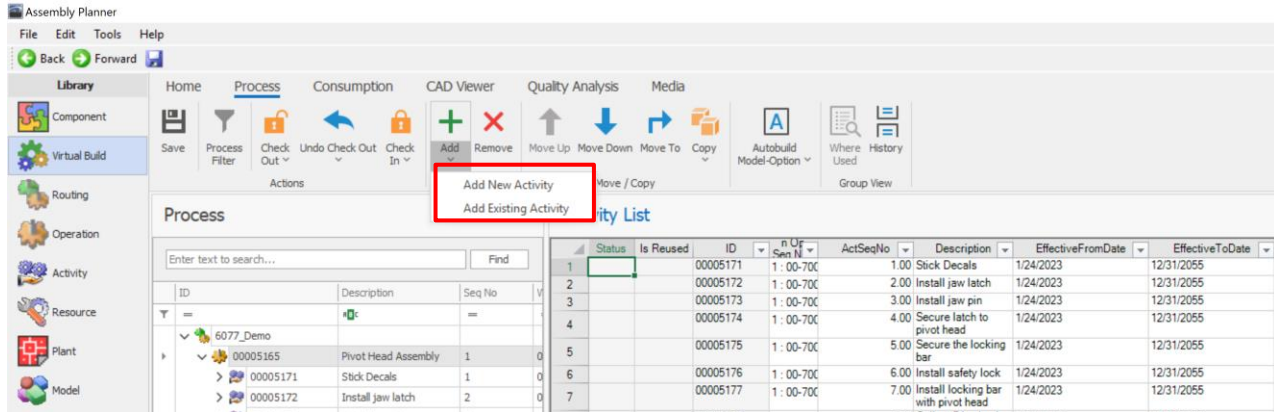 Assembly Planner
File Edit Tools Help
Back Forward
Library Home Process Consumption CAD Viewer Quality Analysis Media
Component
Save Process Filter Check Out Undo Check Out Check In Add Remove Move Up Move Down Move To Copy Autobuild Model-Option Where Used History
Virtual Build
Actions Move / Copy Group View
Add New Activity
Add Existing Activity
Routing
Process ity List
Operation
Enter text to search... Find
Status Is Reused ID ActSeqNo Description EffectiveFromDate EffectiveToDate
1 00005171 1 : 00-700 1.00 Stick Decals 1/24/2023 12/31/2055
Activity
2 00005172 1 : 00-700 2.00 Install jaw latch 1/24/2023 12/31/2055
ID Description Seq No
3 00005173 1 : 00-700 3.00 Install jaw pin 1/24/2023 12/31/2055
Resource
= =
4 00005174 1 : 00-700 4.00 Secure latch to pivot head 1/24/2023 12/31/2055
6077_Demo
Plant
00005165 Pivot Head Assembly 1 0
5 00005175 1 : 00-700 5.00 Secure the locking bar 1/24/2023 12/31/2055
00005171 Stick Decals 1 0
6 00005176 1 : 00-700 6.00 Install safety lock 1/24/2023 12/31/2055
Model
00005172 Install jaw latch 2 0
7 00005177 1 : 00-700 7.00 Install locking bar with pivot head 1/24/2023 12/31/2055